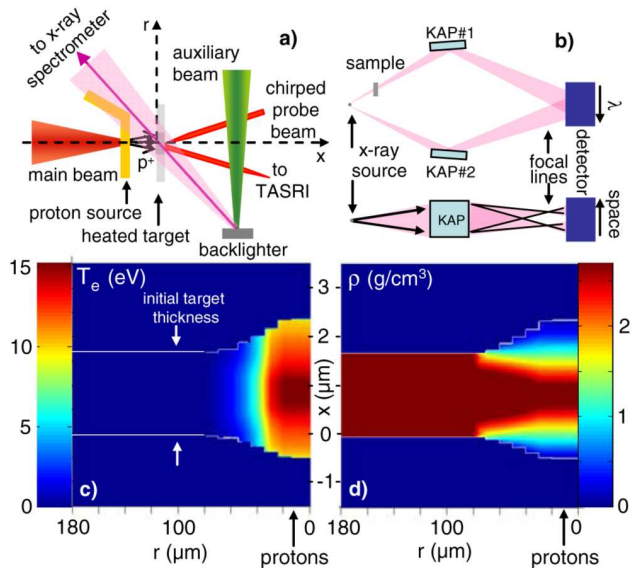 to x-ray
spectrometer
r
auxiliary
beam
a)
chirped
probe
beam
x
main beam
p+
to
TASRI
proton source
heated target
backlighter
b)
KAP#1
sample
λ
detector
x-ray
source
KAP#2
focal
lines
KAP
space
15
10
5
0
Te (eV)
initial target
thickness
c)
180
100
0
r (µm)
protons
3
2
1
0
-1
x (µm)
ρ (g/cm³)
d)
2
1
0
180
100
0
r (µm)
protons